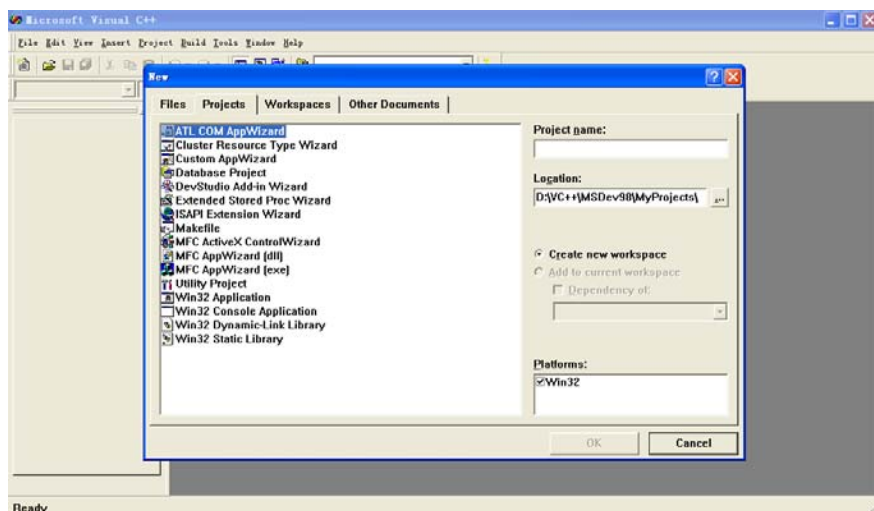 Microsoft Visual C++
File Edit View Insert Project Build Tools Window Help
New
Files Projects Workspaces Other Documents
ATL COM AppWizard
Cluster Resource Type Wizard
Custom AppWizard
Database Project
DevStudio Add-in Wizard
Extended Stored Proc Wizard
ISAPI Extension Wizard
Makefile
MFC ActiveX ControlWizard
MFC AppWizard (dll)
MFC AppWizard (exe)
Utility Project
Win32 Application
Win32 Console Application
Win32 Dynamic-Link Library
Win32 Static Library
Project name:
Location:
D:\VC++\MSDev98\MyProjects\ ...
Create new workspace
Add to current workspace
Dependency of:
Platforms:
Win32
OK Cancel
Ready